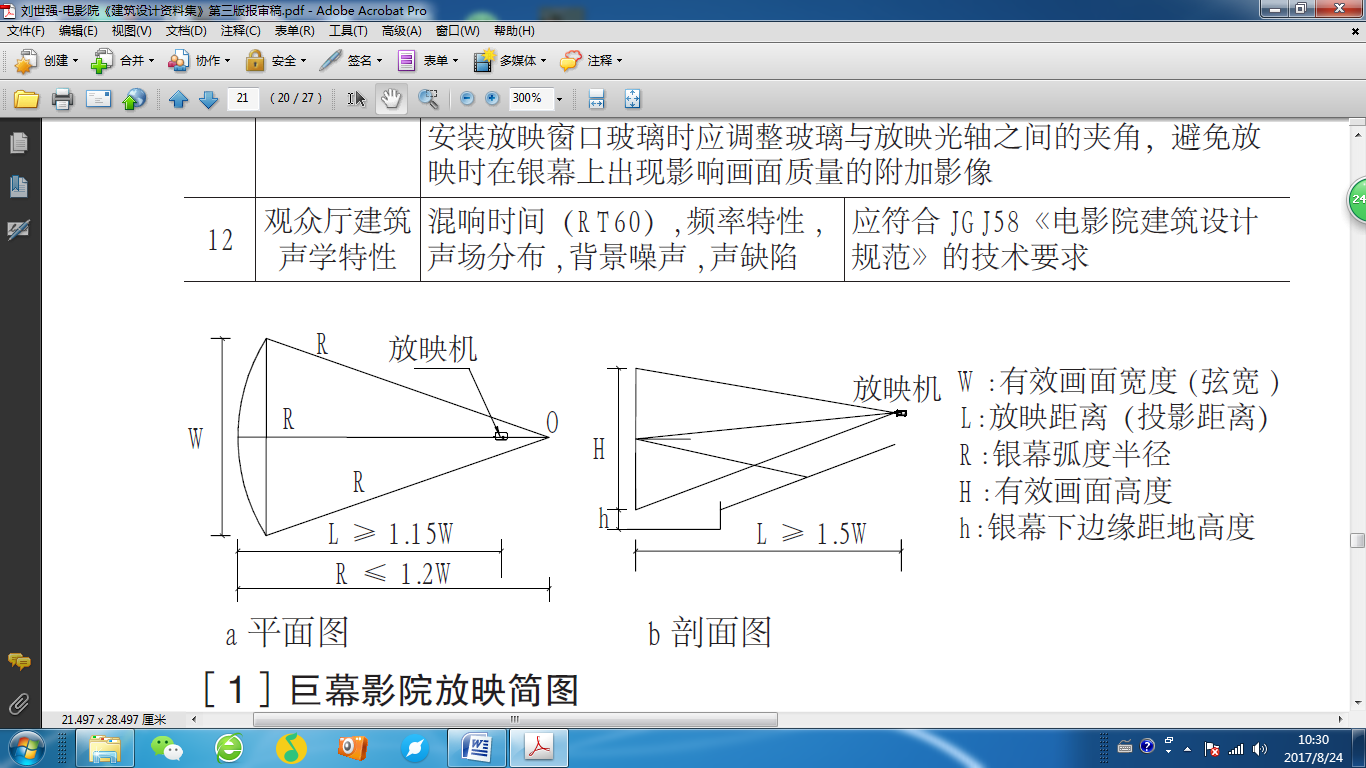 刘世强-电影院《建筑设计资料集》第三版报审稿.pdf - Adobe Acrobat Pro
文件(F) 编辑(E) 视图(V) 文档(D) 注释(C) 表单(R) 工具(T) 高级(A) 窗口(W) 帮助(H)
创建 合并 协作 安全 签名 表单 多媒体 注释
21 (20 / 27) 300%
安装放映窗口玻璃时应调整玻璃与放映光轴之间的夹角，避免放
映时在银幕上出现影响画面质量的附加影像
12
观众厅建筑
声学特性
混响时间（RT60）,频率特性，
声场分布,背景噪声,声缺陷
应符合 JGJ58《电影院建筑设计
规范》的技术要求
24
R
放映机
R
O
W
R
L ≥ 1.15W
R ≤ 1.2W
a 平面图
放映机
H
h
L ≥ 1.5W
b 剖面图
W :有效画面宽度(弦宽)
L:放映距离 (投影距离)
R :银幕弧度半径
H :有效画面高度
h:银幕下边缘距地高度
[1]巨幕影院放映简图
21.497 x 28.497 厘米
10:30
2017/8/24